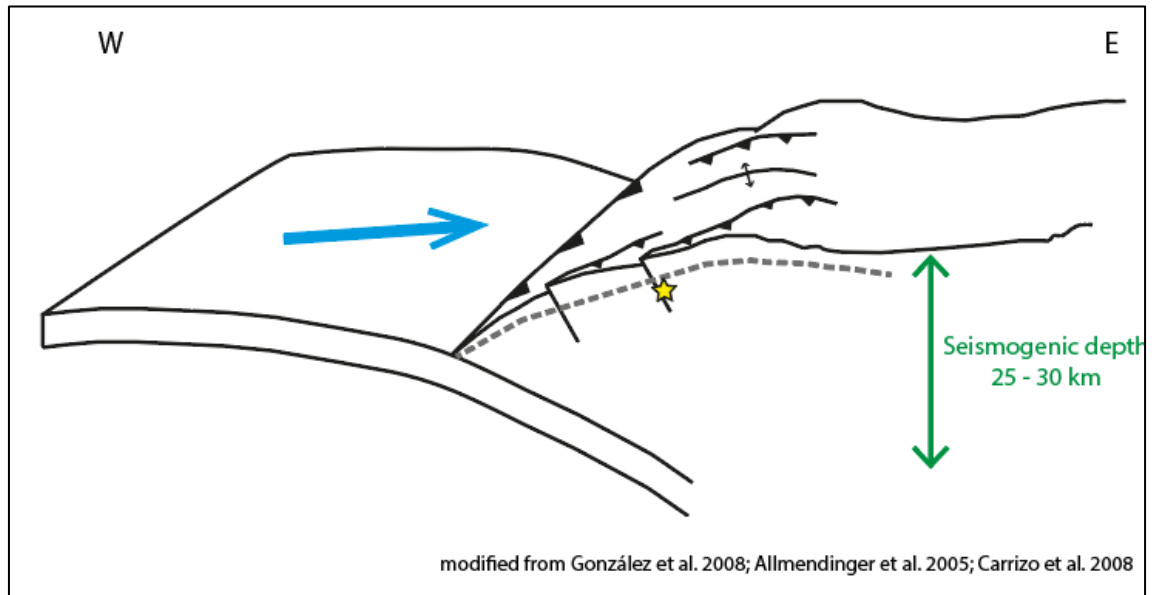 W
E
Seismogenic depth
25 - 30 km
modified from González et al. 2008; Allmendinger et al. 2005; Carrizo et al. 2008